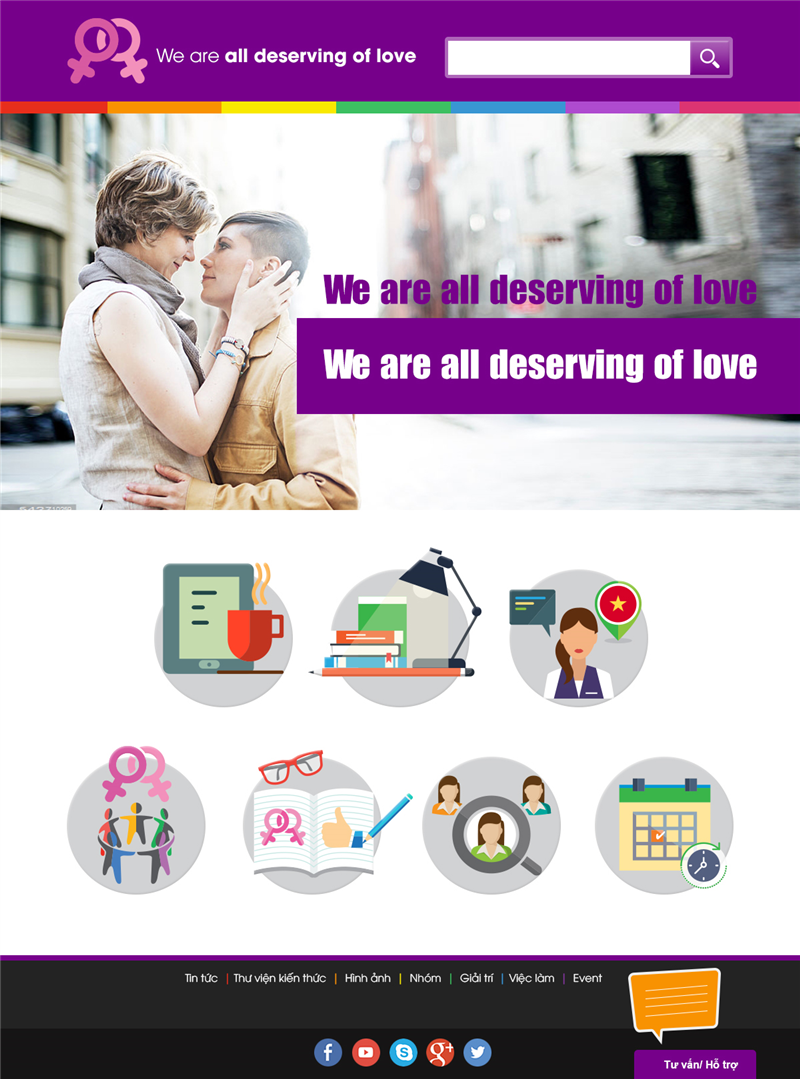 We are all deserving of love
We are all deserving of love
We are all deserving of love
Tin tức | Thư viện kiến thức | Hình ảnh | Nhóm | Giải trí | Việc làm | Event
Tư vấn/ Hỗ trợ